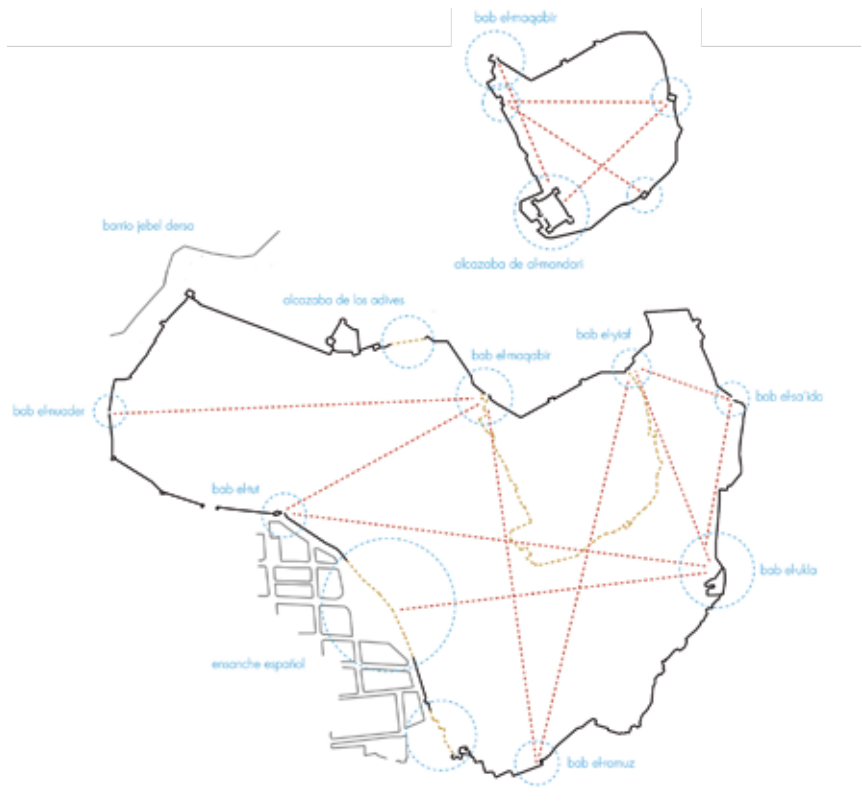 bab el-maqabir
alcazaba de al-mandari
barrio jebel dersa
alcazaba de los adives
bab el-yiaf
bab el-maqabir
bab el-sa'ida
bab el-nuader
bab el-tut
bab el-ukla
ensanche español
bab el-romuz